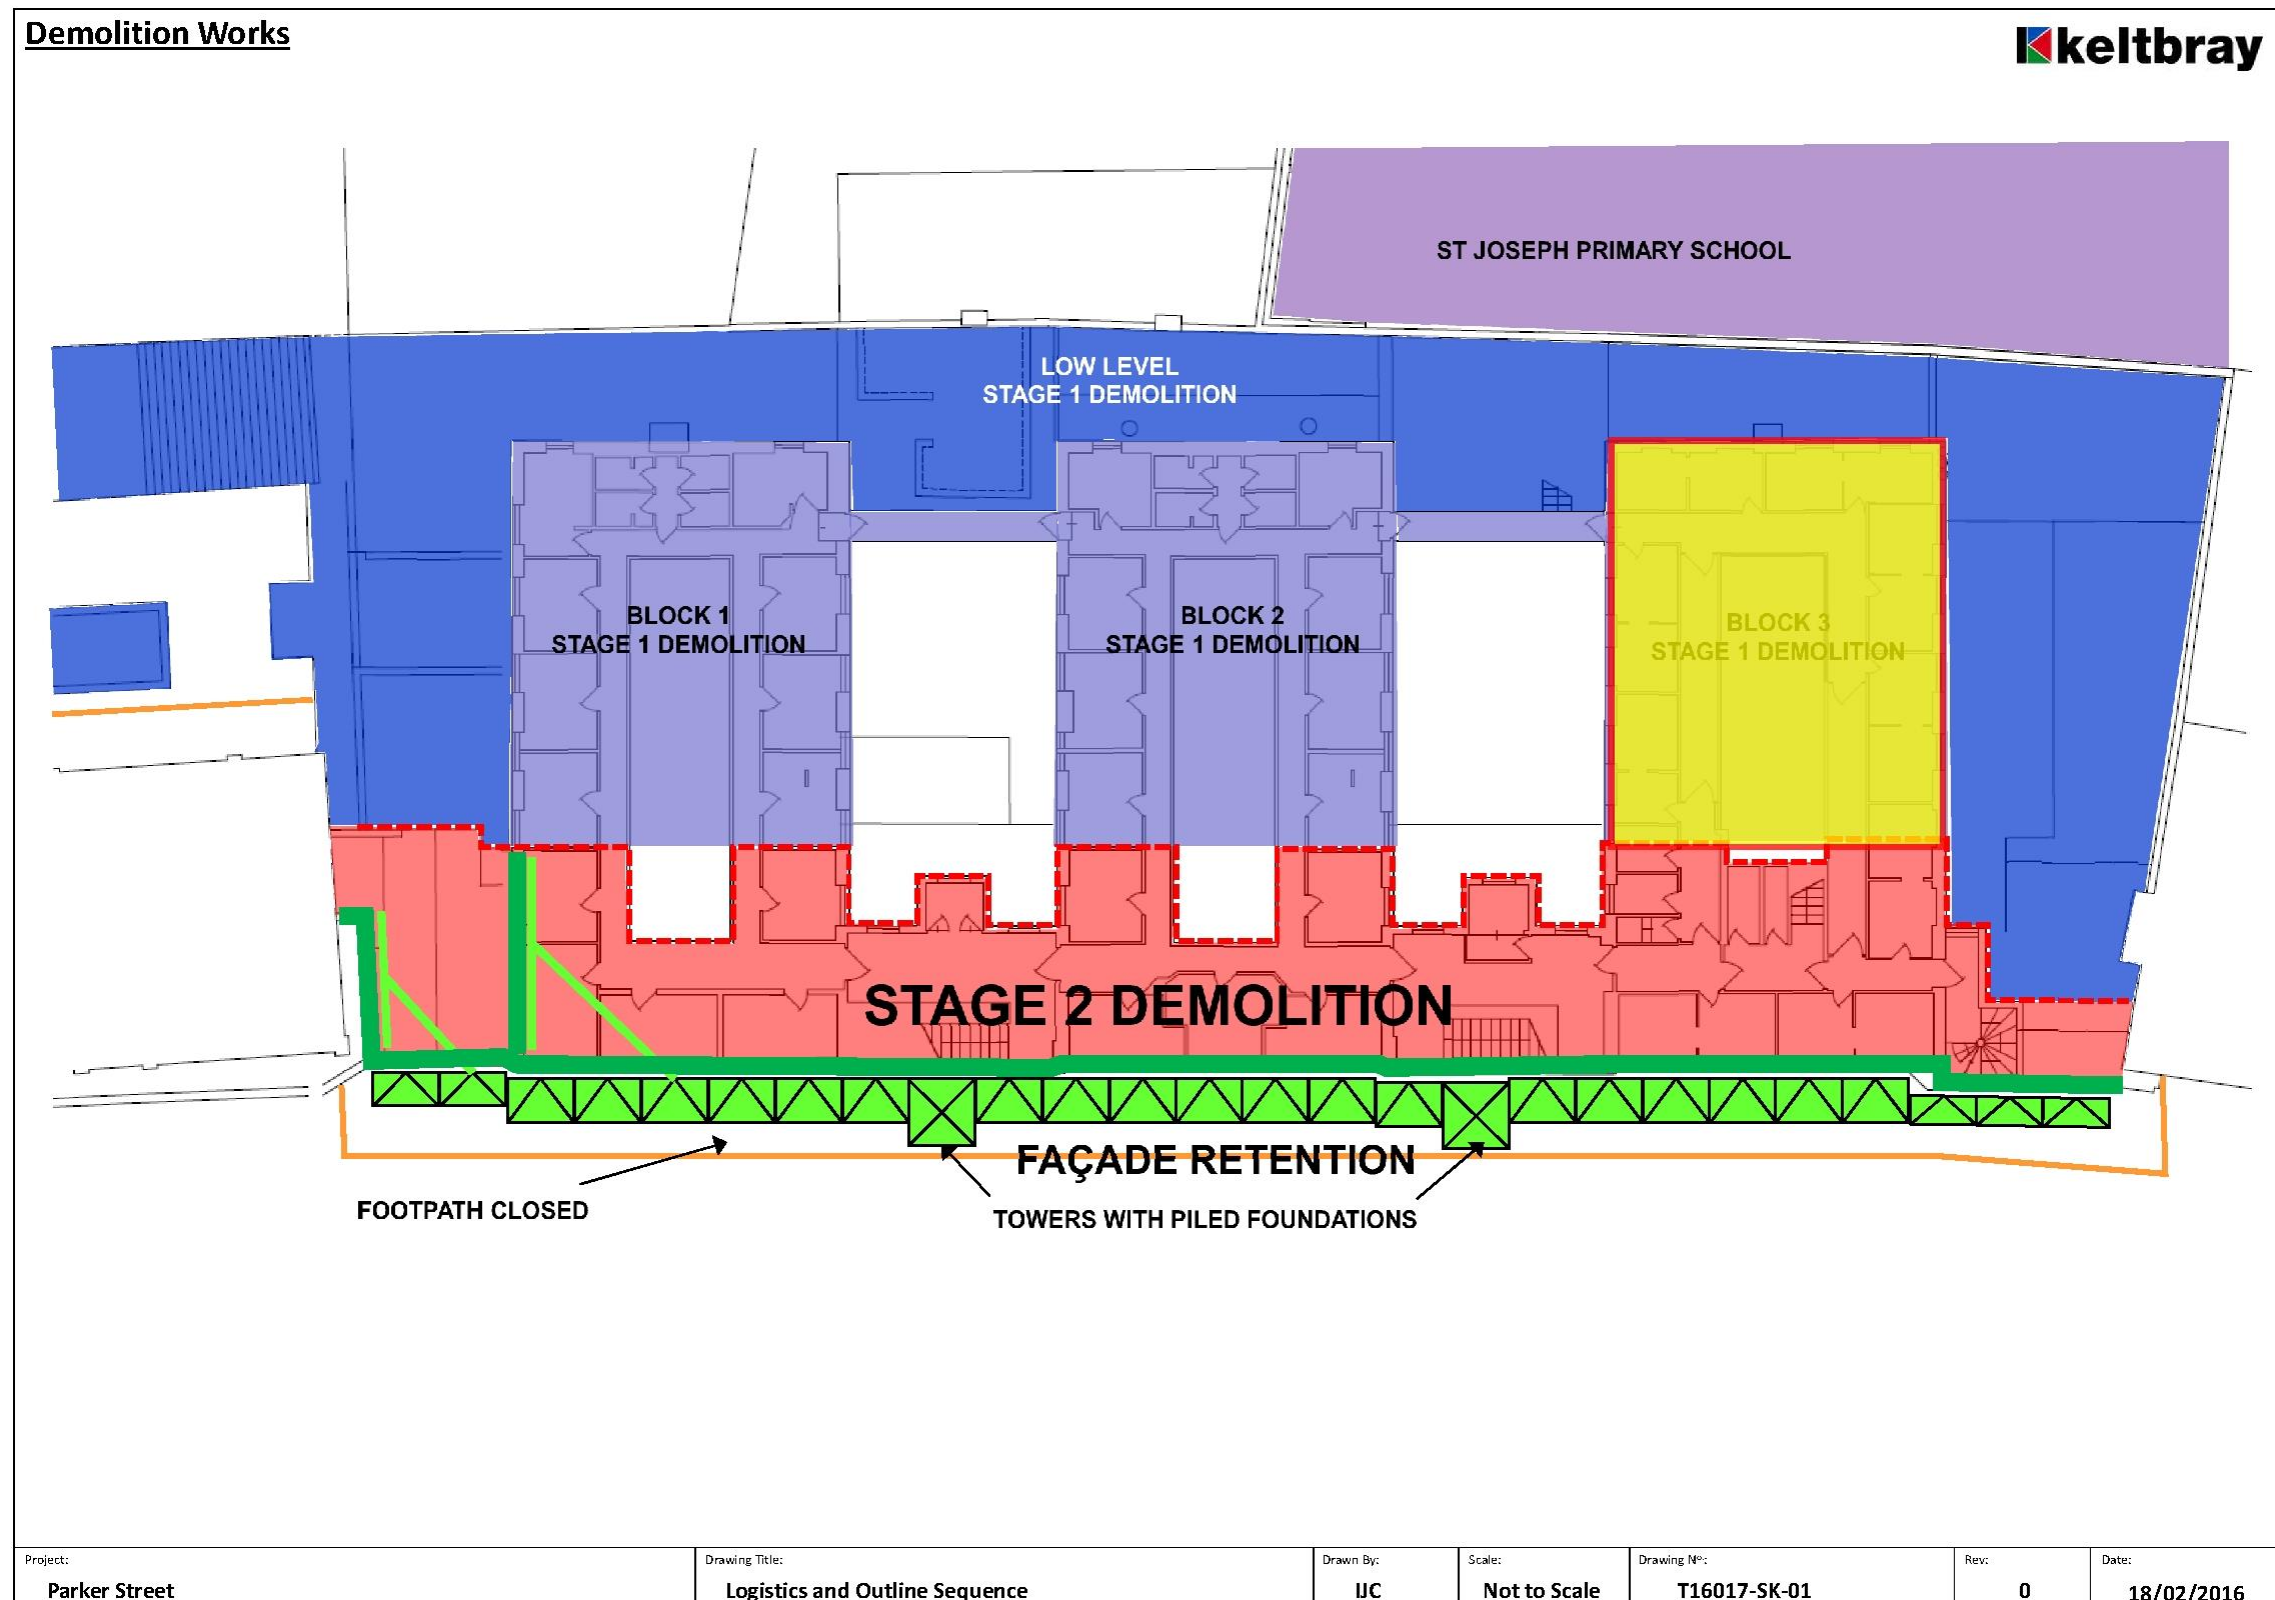 Demolition Works
keltbray
ST JOSEPH PRIMARY SCHOOL
LOW LEVEL
STAGE 1 DEMOLITION
BLOCK 1
STAGE 1 DEMOLITION
BLOCK 2
STAGE 1 DEMOLITION
BLOCK 3
STAGE 1 DEMOLITION
STAGE 2 DEMOLITION
FAÇADE RETENTION
FOOTPATH CLOSED
TOWERS WITH PILED FOUNDATIONS
Project:
Parker Street
Drawing Title:
Logistics and Outline Sequence
Drawn By:
IJC
Scale:
Not to Scale
Drawing Nº:
T16017-SK-01
Rev:
0
Date:
18/02/2016